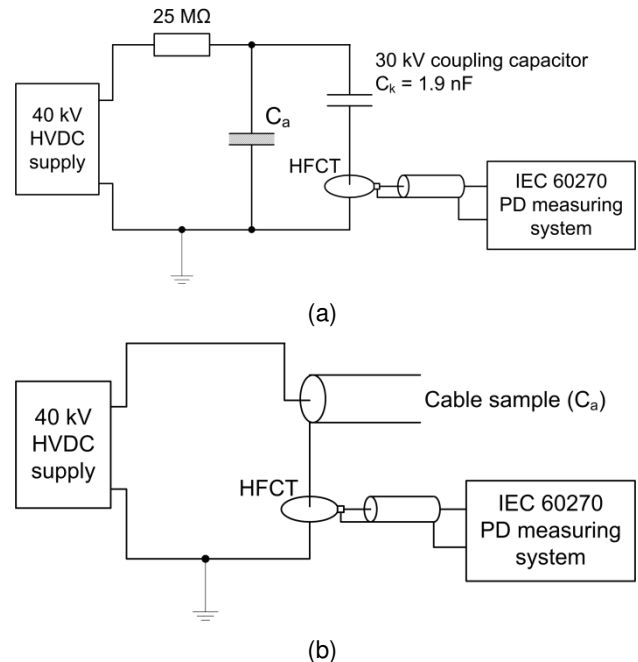 25 MΩ
30 kV coupling capacitor
Cₖ = 1.9 nF
40 kV
HVDC
supply
Cₐ
HFCT
IEC 60270
PD measuring
system
(a)
40 kV
HVDC
supply
Cable sample (Cₐ)
HFCT
IEC 60270
PD measuring
system
(b)